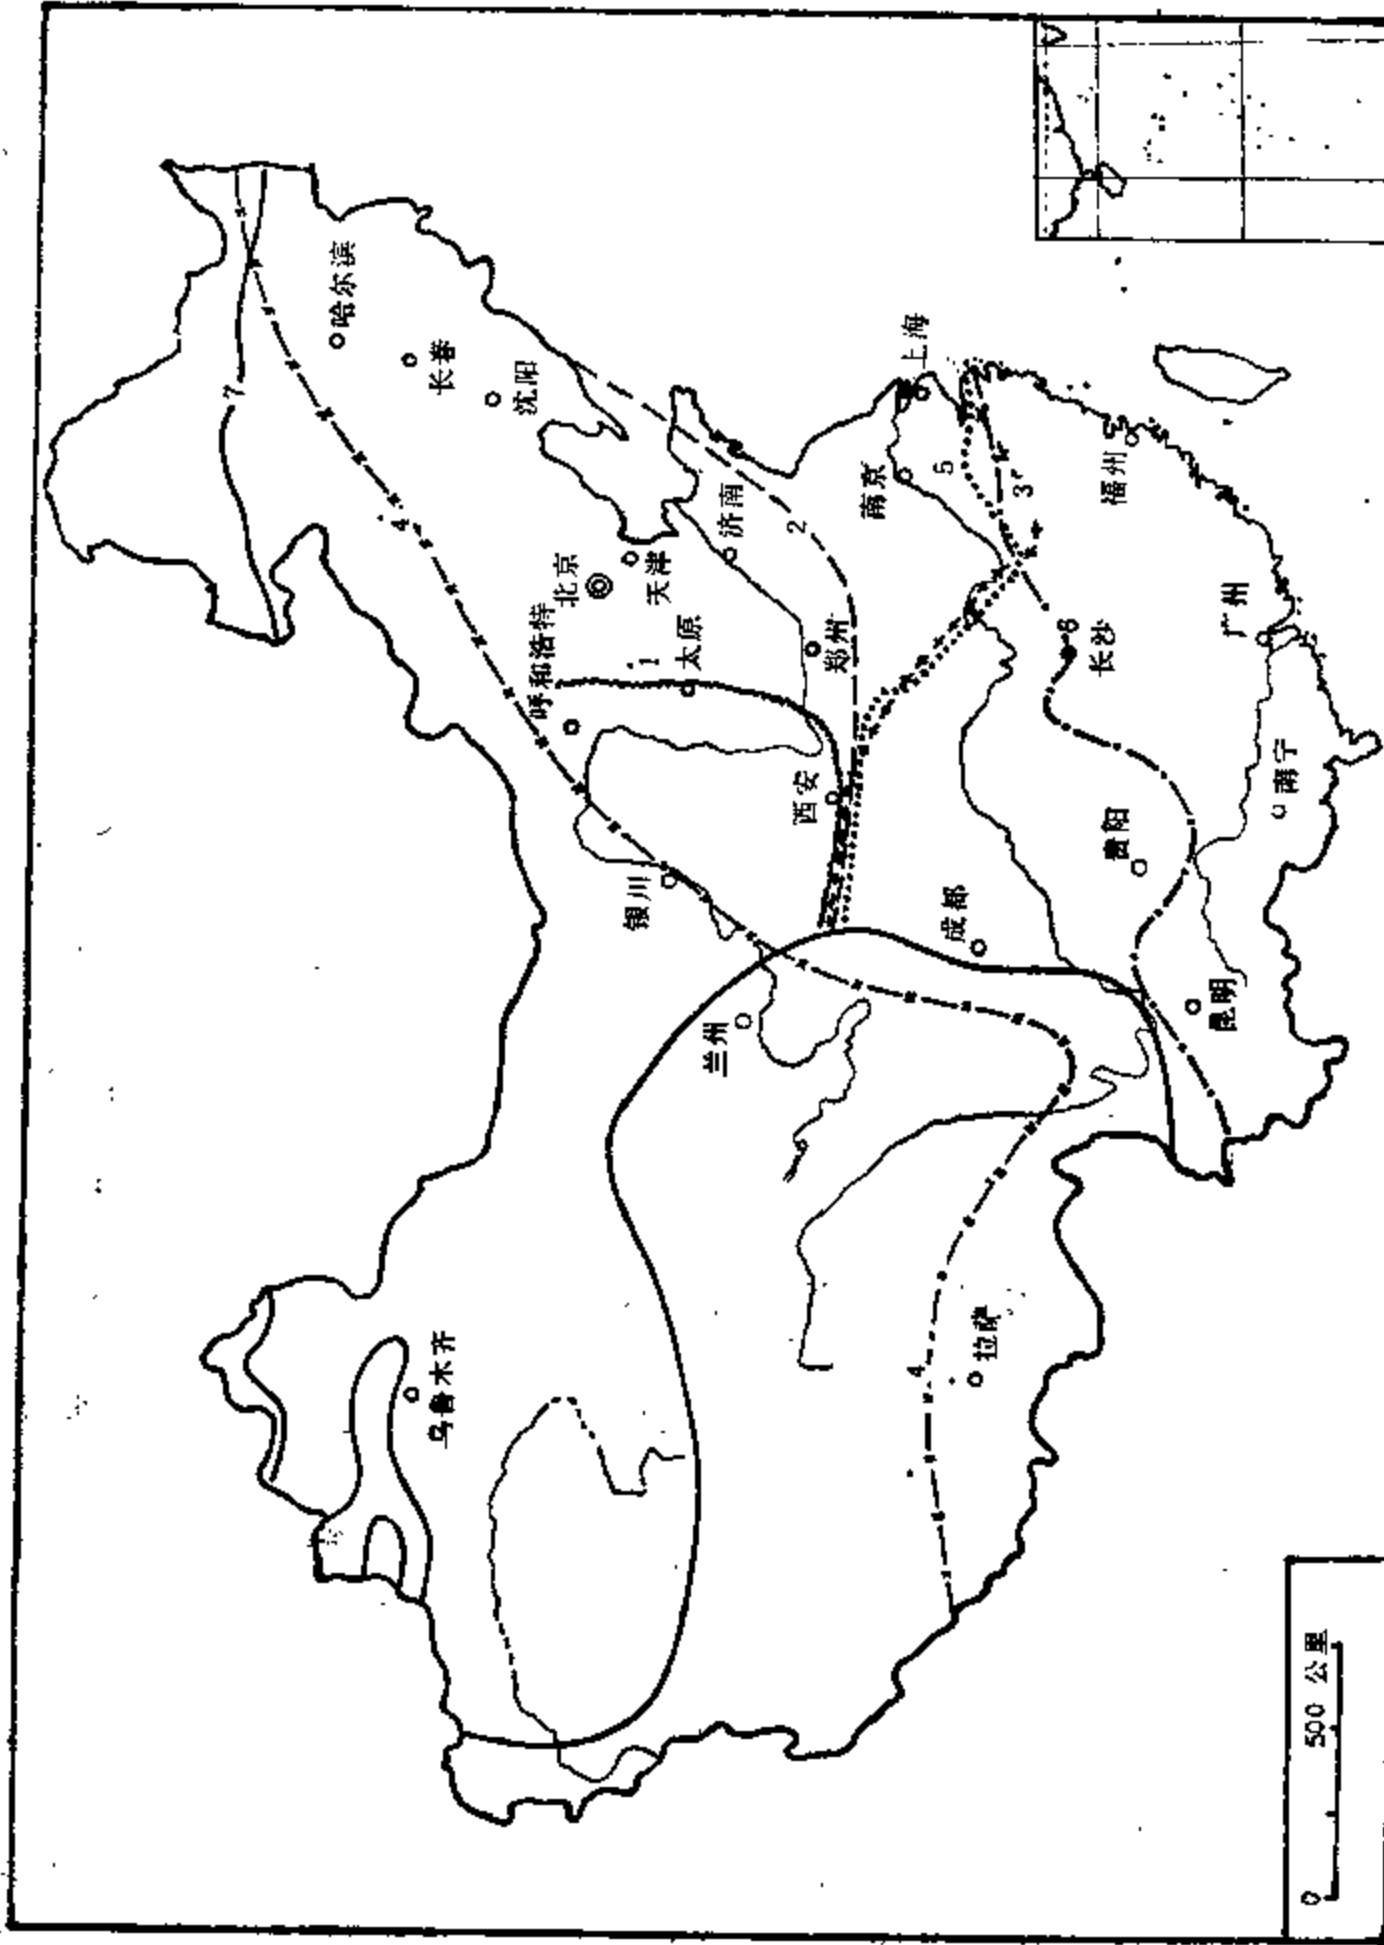 哈尔滨
长春
沈阳
7
4
北京
天津
呼和浩特
1
太原
济南
2
郑州
上海
南京
5
3
福州
6
长沙
广州
南宁
西安
银川
贵阳
成都
昆明
兰州
乌鲁木齐
4
拉萨
0 500 公里